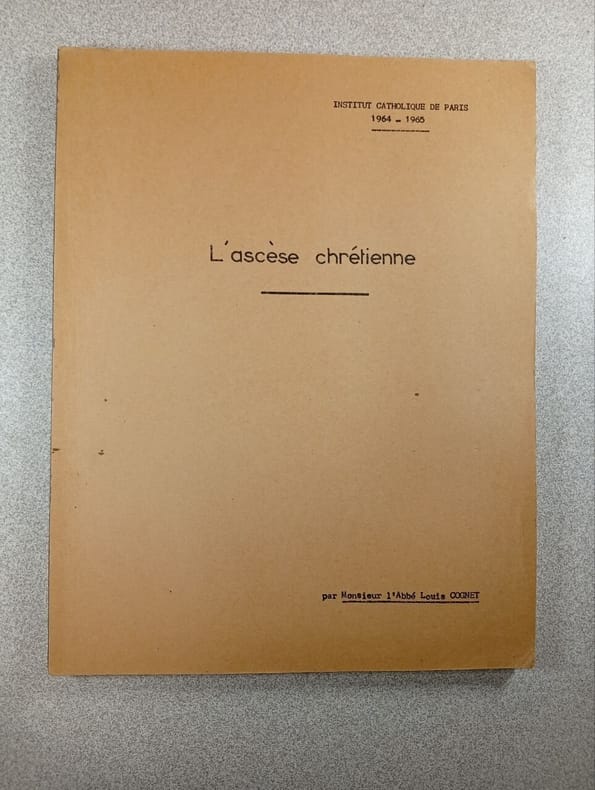 INSTITUT CATHOLIQUE DE PARIS
1964 - 1965
L'ascèse chrétienne
par Monsieur l'Abbé Louis COGNET